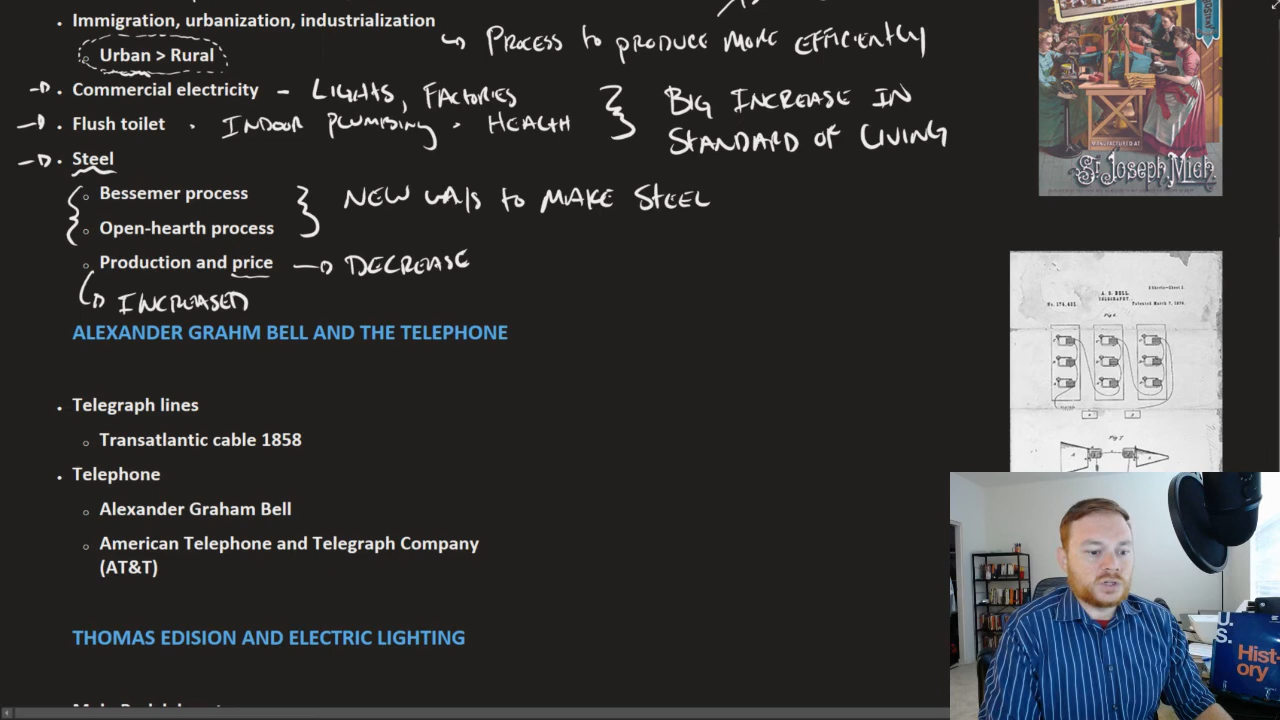 Immigration, urbanization, industrialization
PROCESS to PRODUCE MORE EFFICIENTLY
Urban > Rural
Commercial electricity - LIGHTS, FACTORIES
BIG INCREASE IN
STANDARD OF LIVING
Flush toilet . INDOOR PLUMBING . HEALTH
Steel
Bessemer process
NEW WAYS to MAKE STEEL
Open-hearth process
Production and price → DECREASE
INCREASED
ALEXANDER GRAHM BELL AND THE TELEPHONE
Telegraph lines
Transatlantic cable 1858
Telephone
Alexander Graham Bell
American Telephone and Telegraph Company
(AT&T)
THOMAS EDISION AND ELECTRIC LIGHTING
MANUFACTURED AT
St. Joseph, Mich.
A. G. BELL.
TELEGRAPHY.
No. 174,465.
Patented March 7, 1876.
U.
S.
Hist-
ory